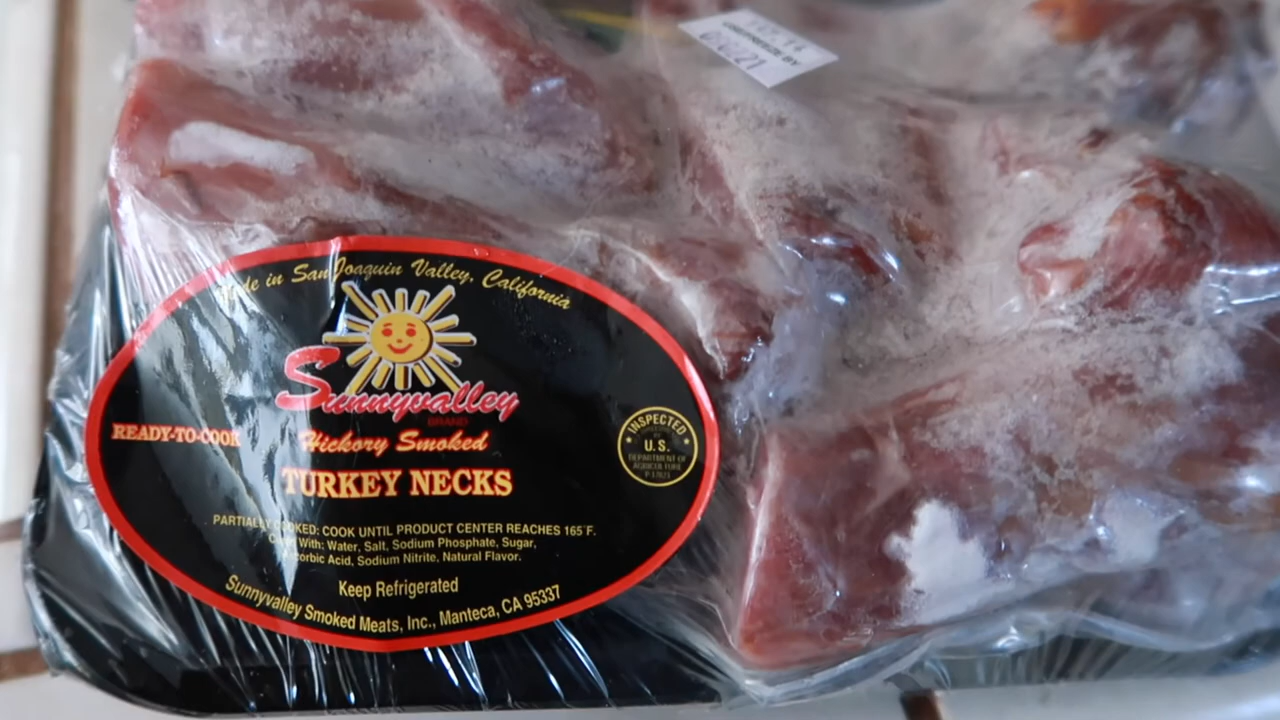 in San Joaquin Valley, California
Sunnyvalley
BRAND
READY-TO-COOK
Hickory Smoked
TURKEY NECKS
INSPECTED
U.S.
DEPARTMENT OF
AGRICULTURE
PARTIALLY COOKED: COOK UNTIL PRODUCT CENTER REACHES 165°F.
With: Water, Salt, Sodium Phosphate, Sugar,
Sodium Nitrite, Natural Flavor.
Keep Refrigerated
Sunnyvalley Smoked Meats, Inc., Manteca, CA 95337